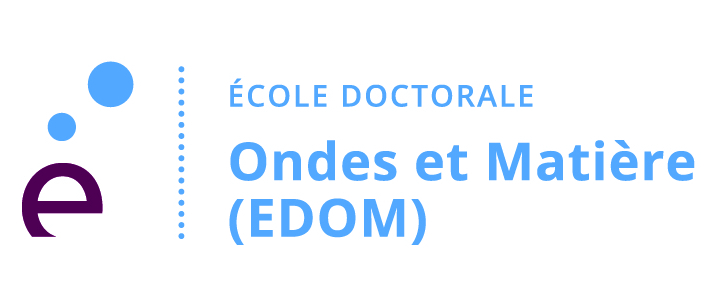 ÉCOLE DOCTORALE
Ondes et Matière
(EDOM)